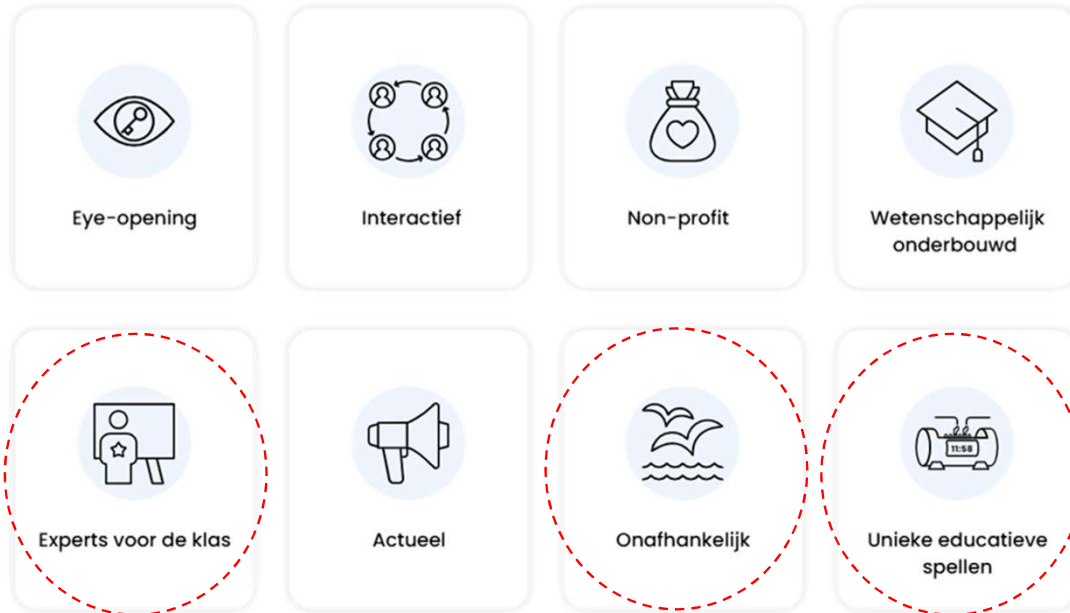 Eye-opening
Interactief
Non-profit
Wetenschappelijk
onderbouwd
Experts voor de klas
Actueel
Onafhankelijk
11:58
Unieke educatieve
spellen